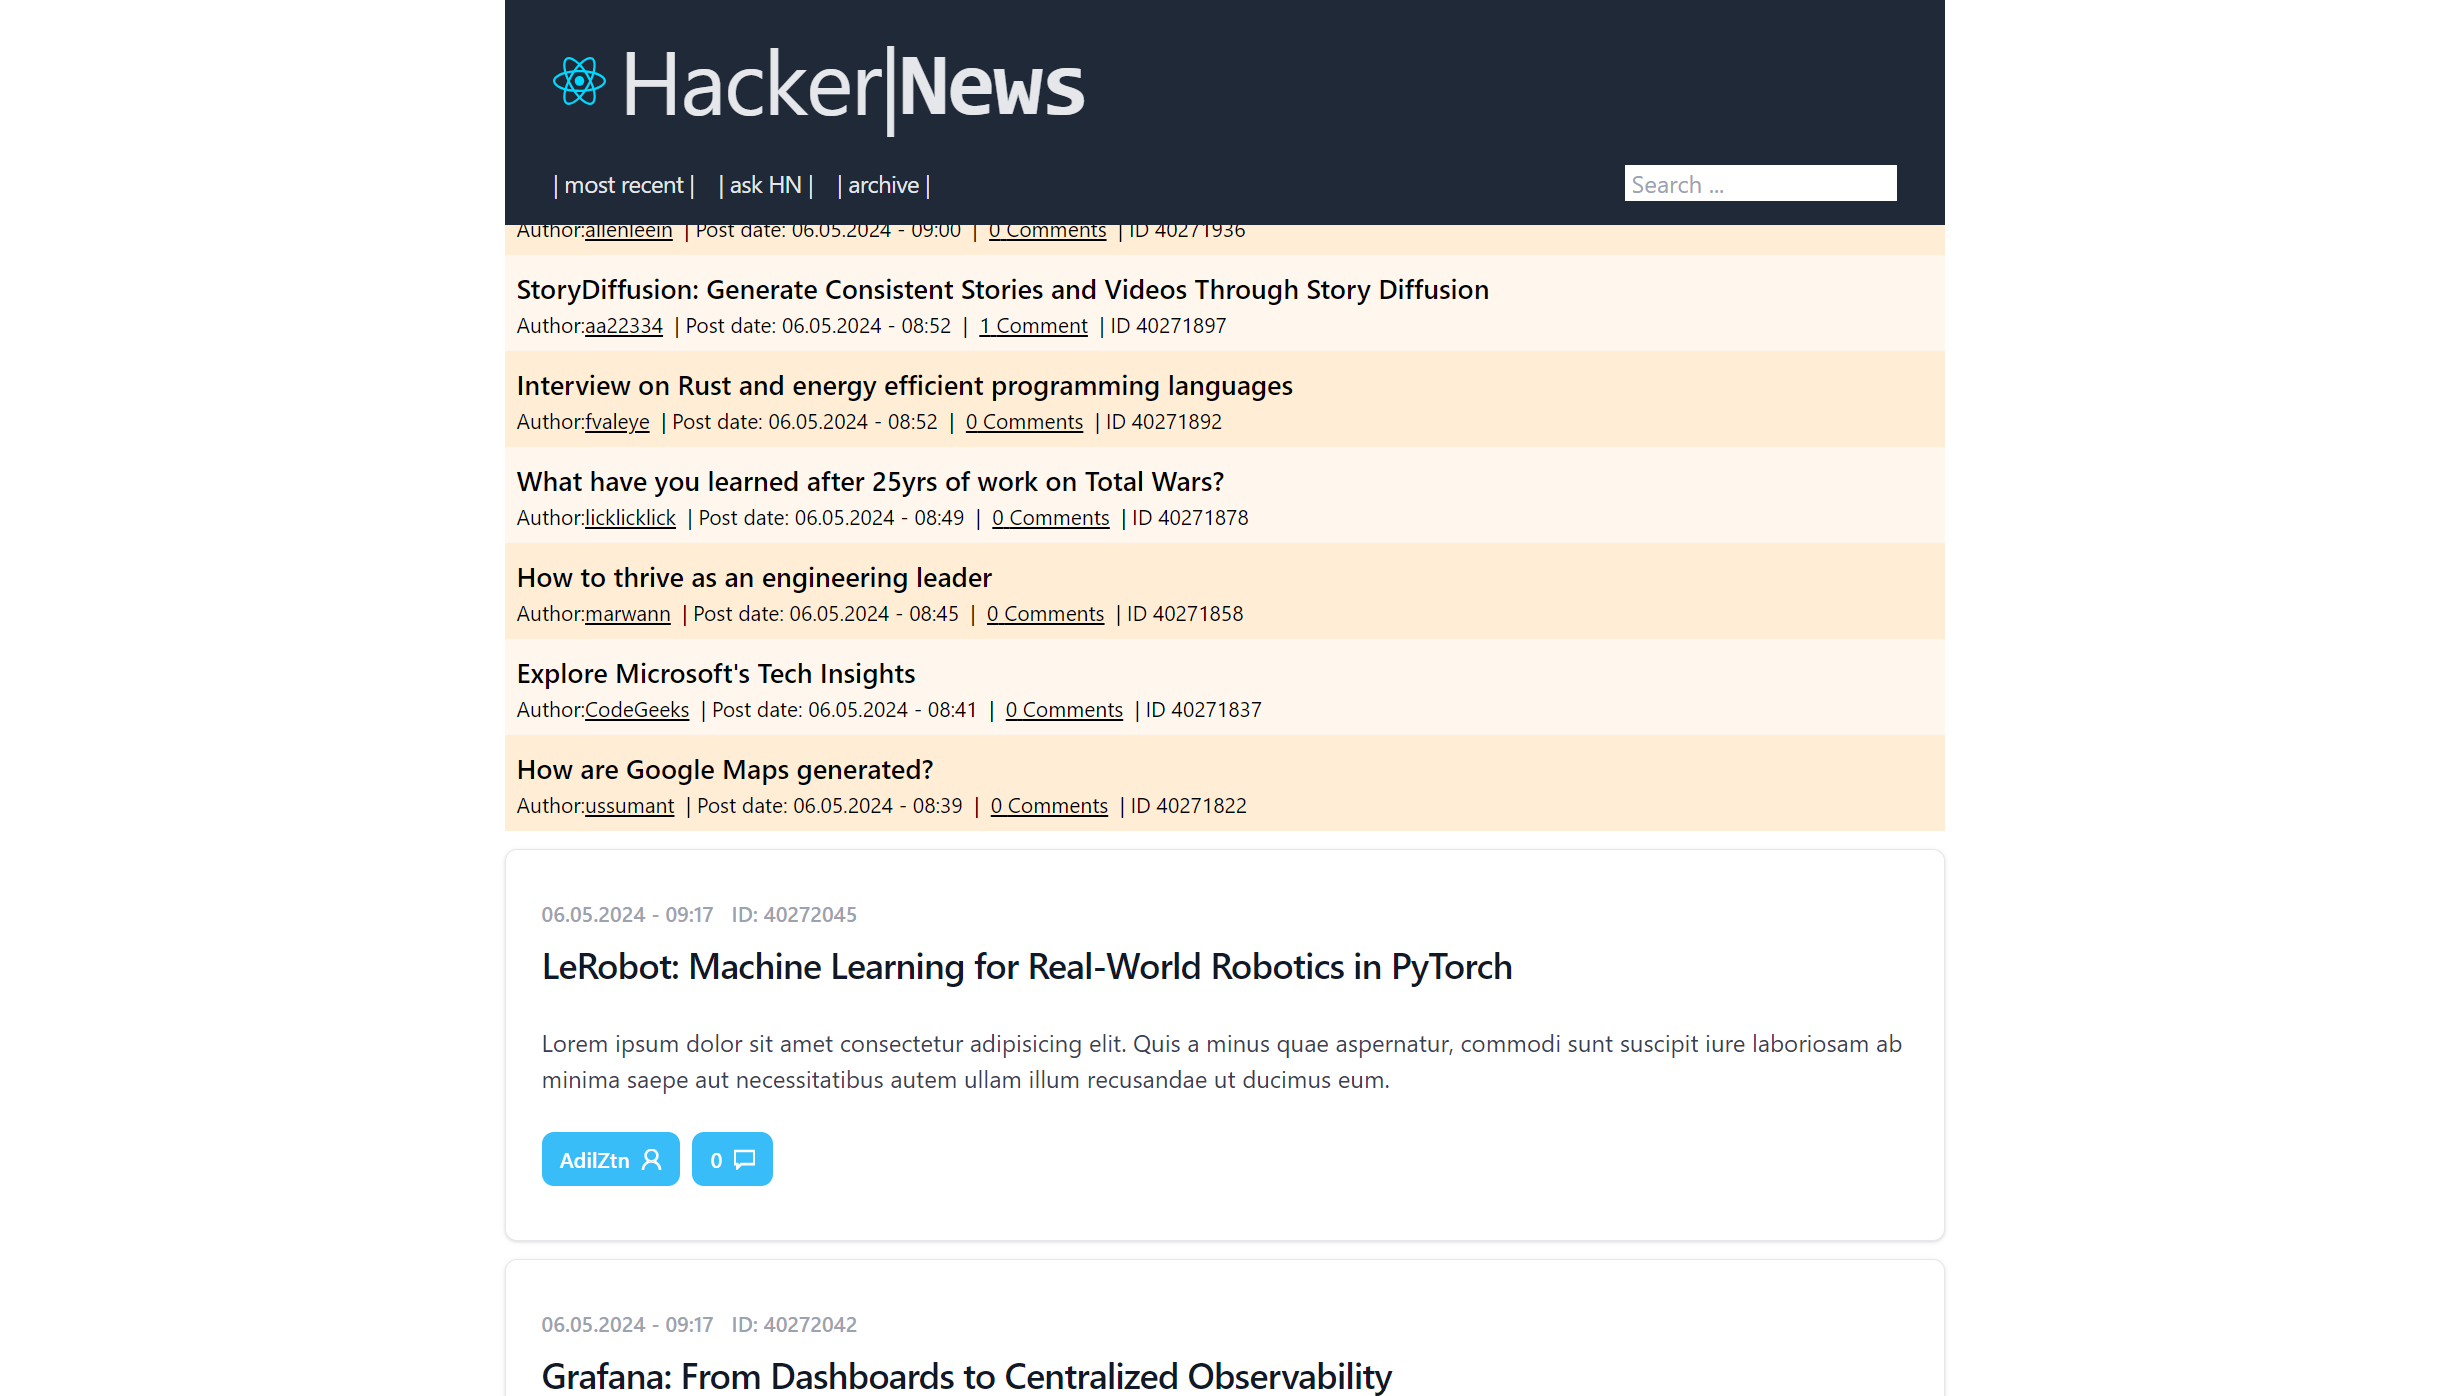 Hacker|News
| most recent | | ask HN | | archive | Search ...
Author:allenleein | Post date: 06.05.2024 - 09:00 | 0 Comments | ID 40271936
StoryDiffusion: Generate Consistent Stories and Videos Through Story Diffusion
Author:aa22334 | Post date: 06.05.2024 - 08:52 | 1 Comment | ID 40271897
Interview on Rust and energy efficient programming languages
Author:fvaleye | Post date: 06.05.2024 - 08:52 | 0 Comments | ID 40271892
What have you learned after 25yrs of work on Total Wars?
Author:licklicklick | Post date: 06.05.2024 - 08:49 | 0 Comments | ID 40271878
How to thrive as an engineering leader
Author:marwann | Post date: 06.05.2024 - 08:45 | 0 Comments | ID 40271858
Explore Microsoft's Tech Insights
Author:CodeGeeks | Post date: 06.05.2024 - 08:41 | 0 Comments | ID 40271837
How are Google Maps generated?
Author:ussumant | Post date: 06.05.2024 - 08:39 | 0 Comments | ID 40271822
06.05.2024 - 09:17 ID: 40272045
LeRobot: Machine Learning for Real-World Robotics in PyTorch
Lorem ipsum dolor sit amet consectetur adipisicing elit. Quis a minus quae aspernatur, commodi sunt suscipit iure laboriosam ab
minima saepe aut necessitatibus autem ullam illum recusandae ut ducimus eum.
AdilZtn 0
06.05.2024 - 09:17 ID: 40272042
Grafana: From Dashboards to Centralized Observability